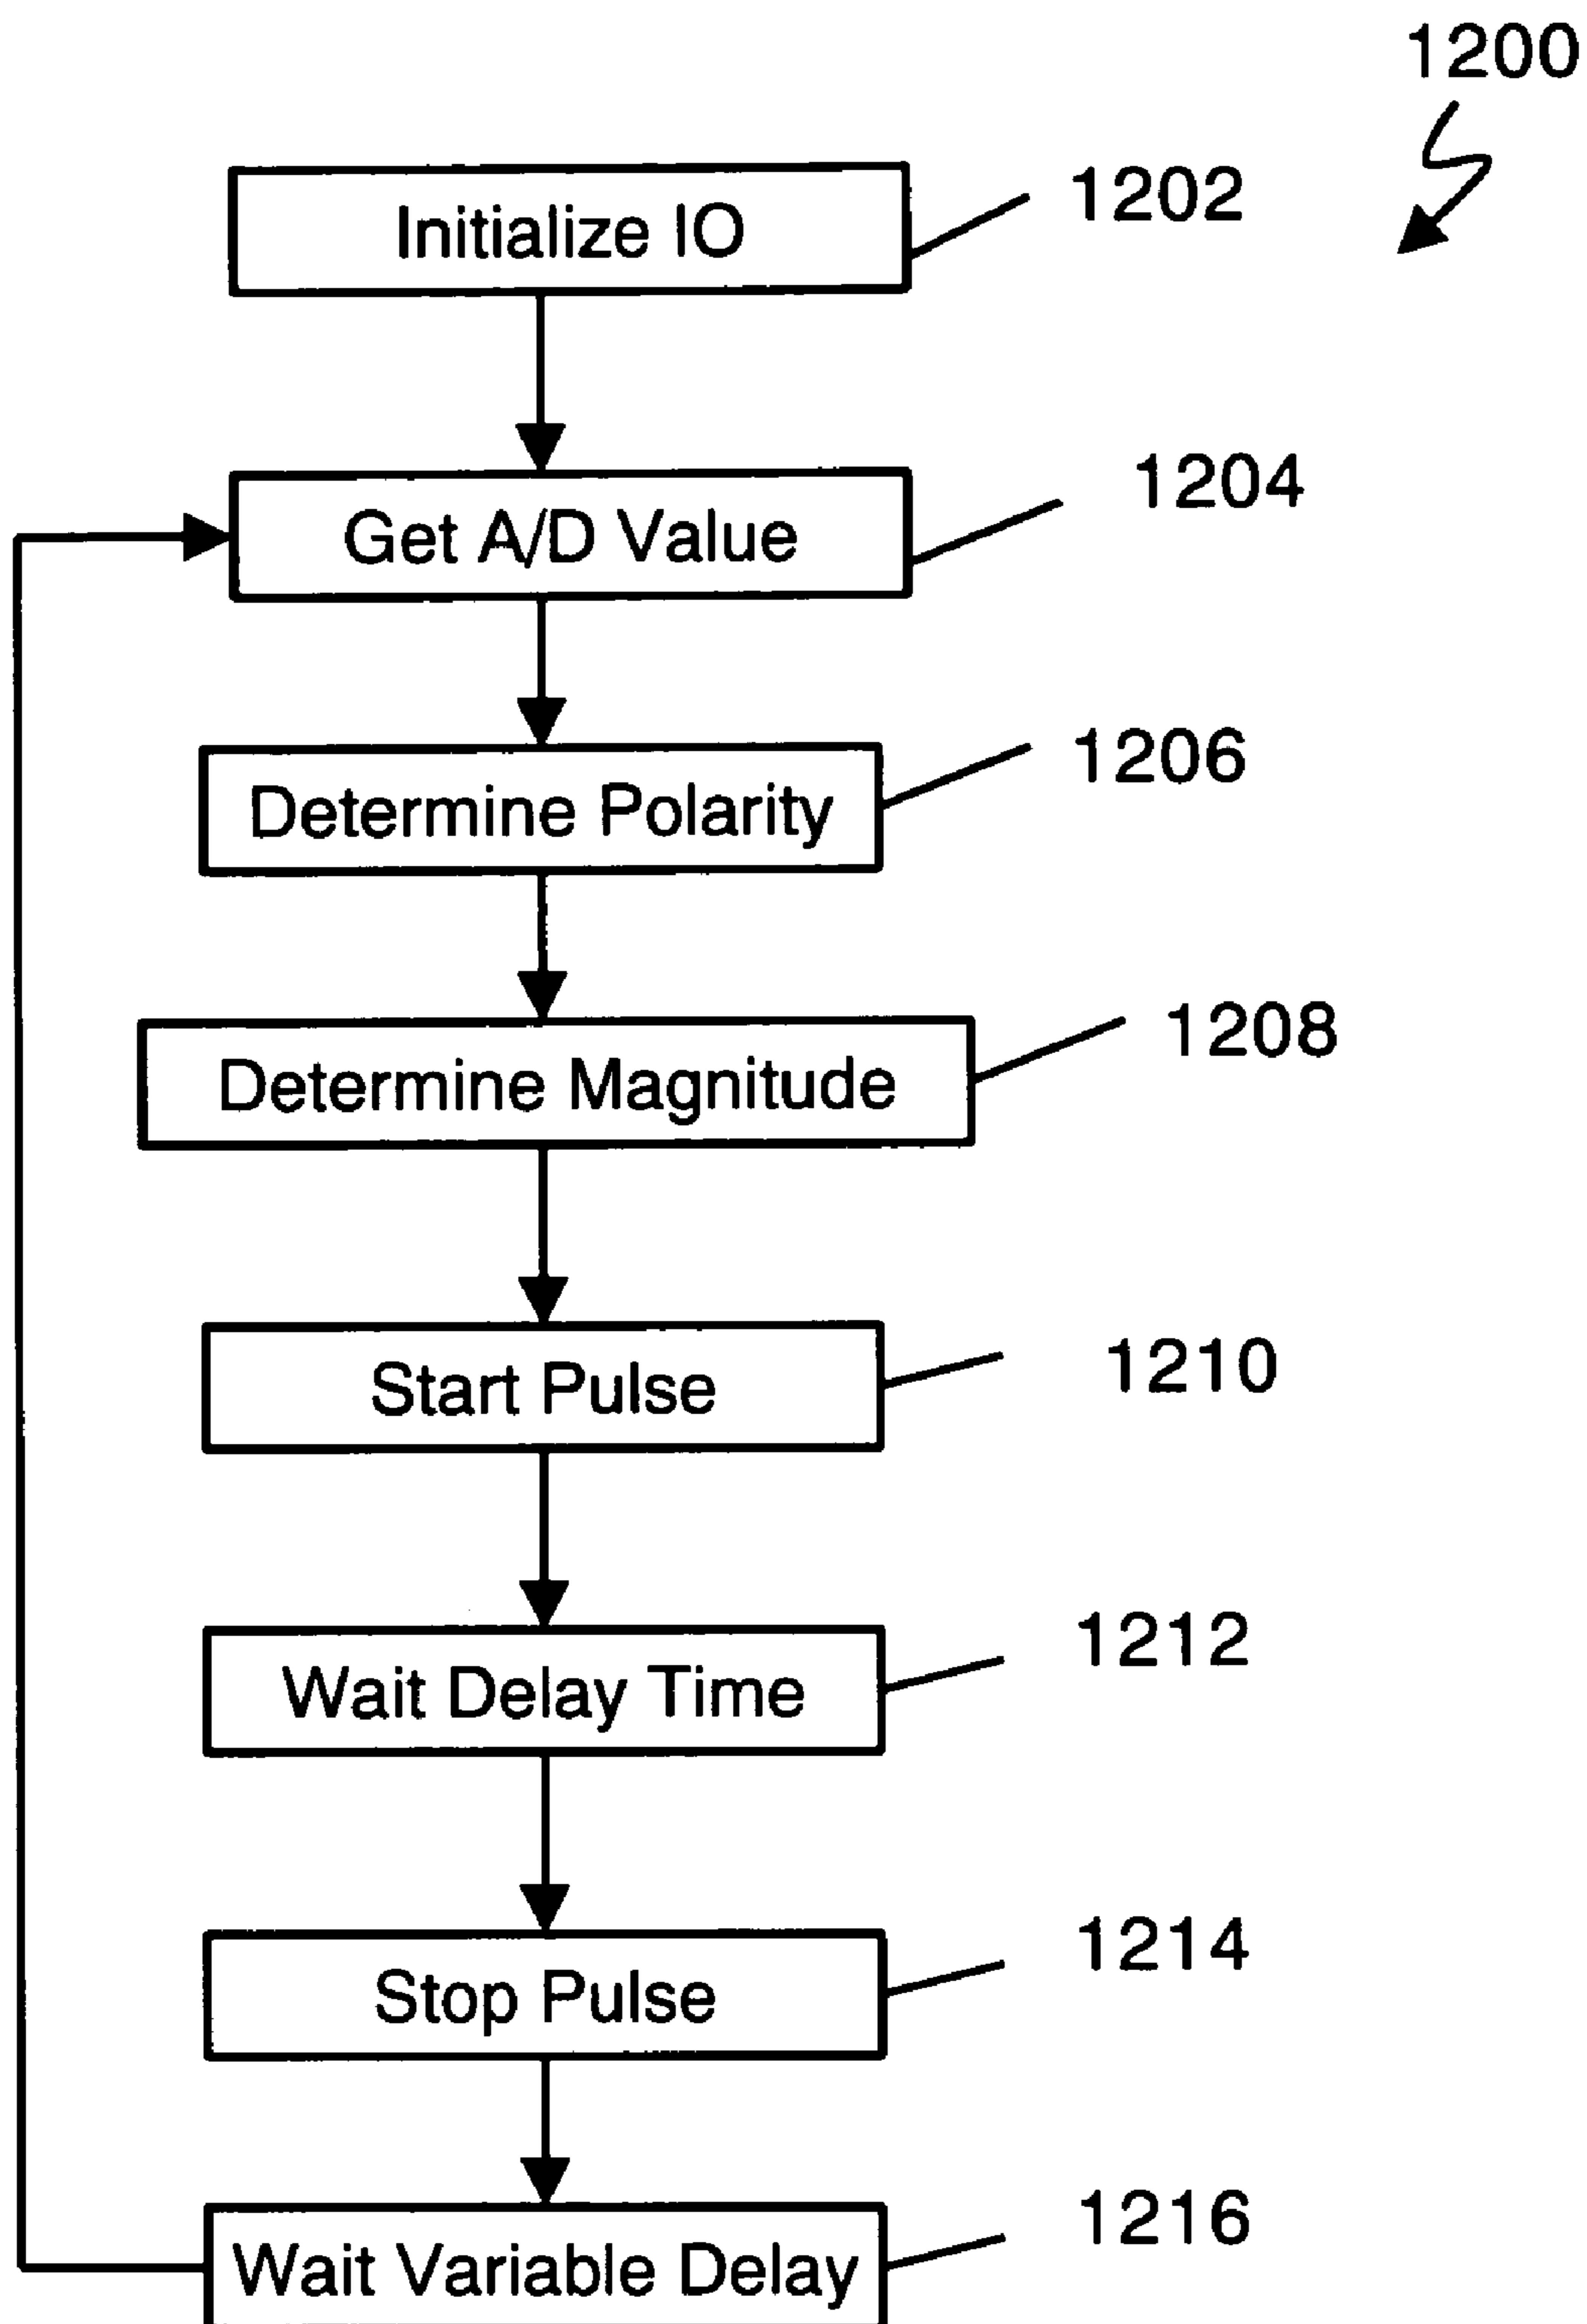 1200
Initialize IO
1202
Get A/D Value
1204
Determine Polarity
1206
Determine Magnitude
1208
Start Pulse
1210
Wait Delay Time
1212
Stop Pulse
1214
Wait Variable Delay
1216